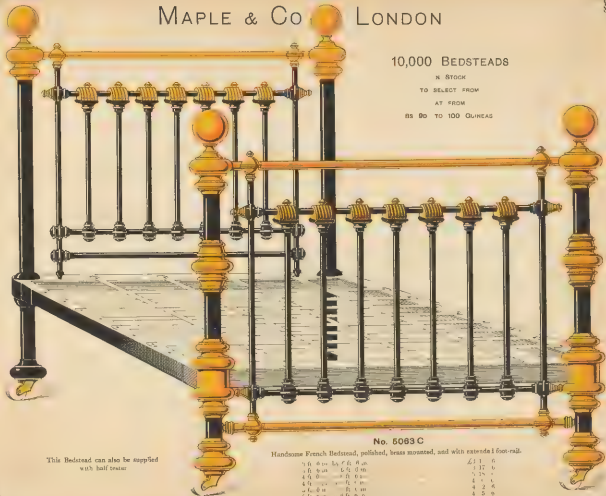 MAPLE & CO LONDON
10,000 BEDSTEADS
IN STOCK
TO SELECT FROM
AT FROM
8s 9D TO 100 GUINEAS
No. 5063 C
Handsome French Bedstead, polished, brass mounted, and with extended foot-rail.
This Bedstead can also be supplied
with half tester